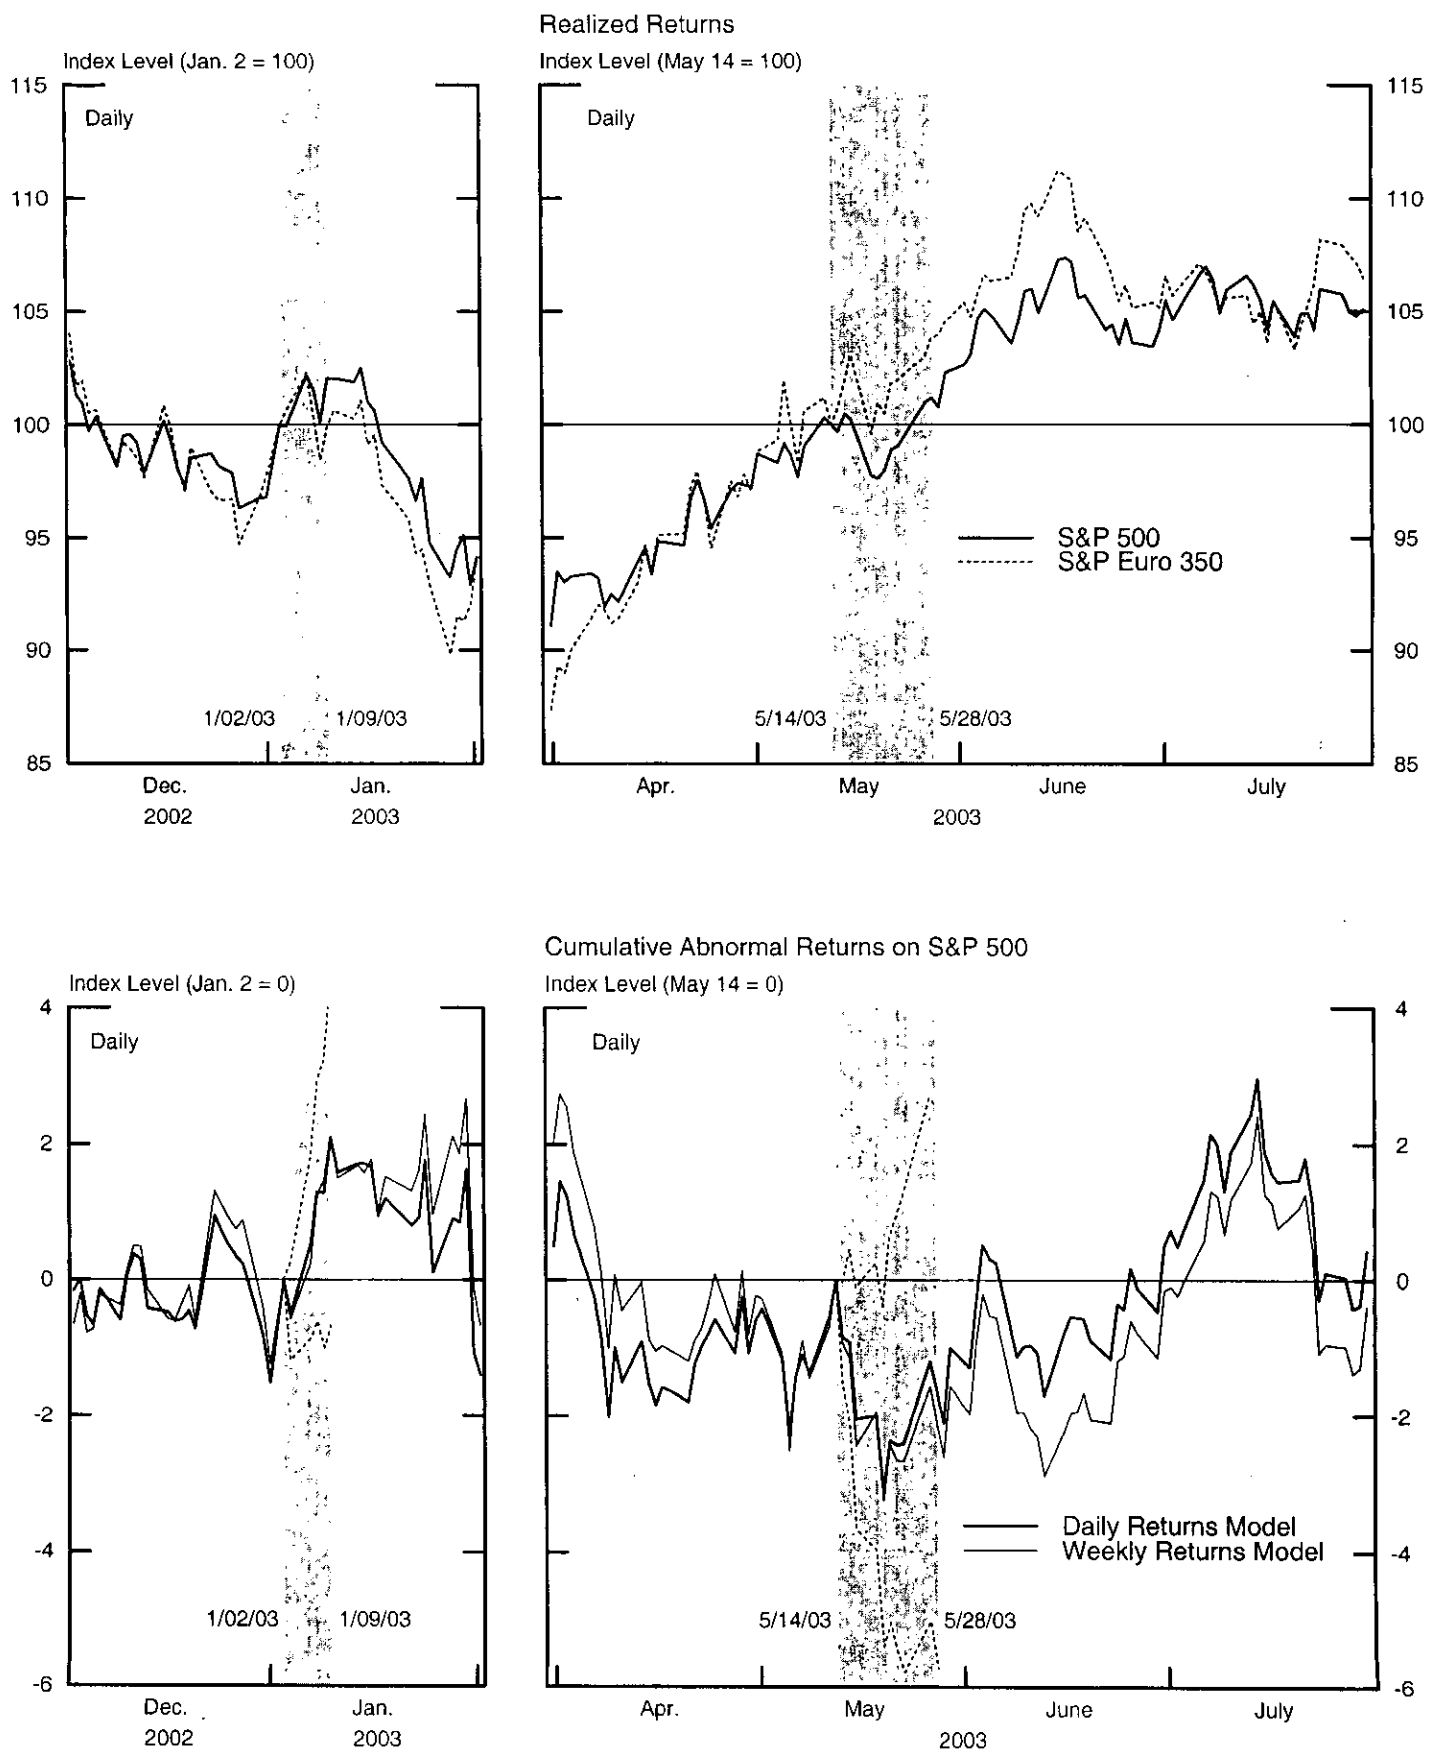 Realized Returns
Index Level (Jan. 2 = 100)
Index Level (May 14 = 100)
115
Daily
Daily
115
110
110
105
105
100
100
95
S&P 500
95
S&P Euro 350
90
90
1/02/03
1/09/03
5/14/03
5/28/03
85
85
Dec.
Jan.
Apr.
May
June
July
2002
2003
2003
Cumulative Abnormal Returns on S&P 500
Index Level (Jan. 2 = 0)
Index Level (May 14 = 0)
4
Daily
Daily
4
2
2
0
0
-2
-2
Daily Returns Model
-4
Weekly Returns Model
-4
1/02/03
1/09/03
5/14/03
5/28/03
-6
-6
Dec.
Jan.
Apr.
May
June
July
2002
2003
2003